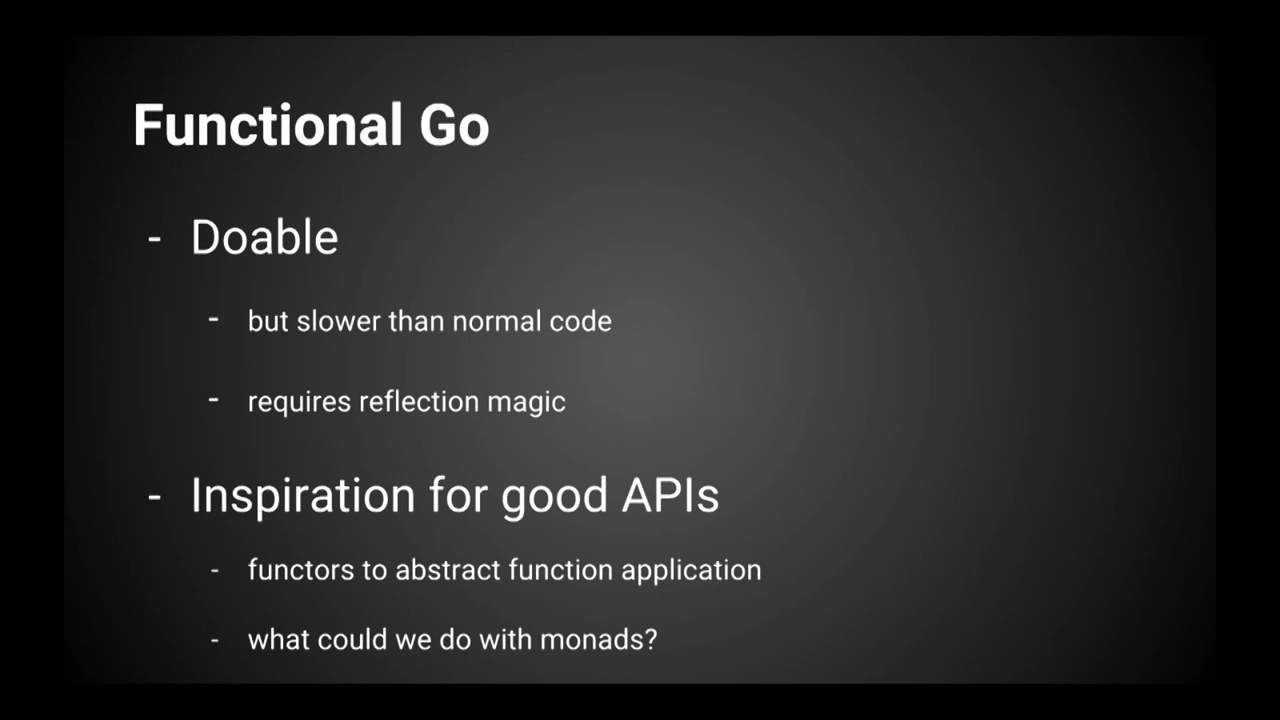 Functional Go
- Doable
- but slower than normal code
- requires reflection magic
- Inspiration for good APIs
- functors to abstract function application
- what could we do with monads?